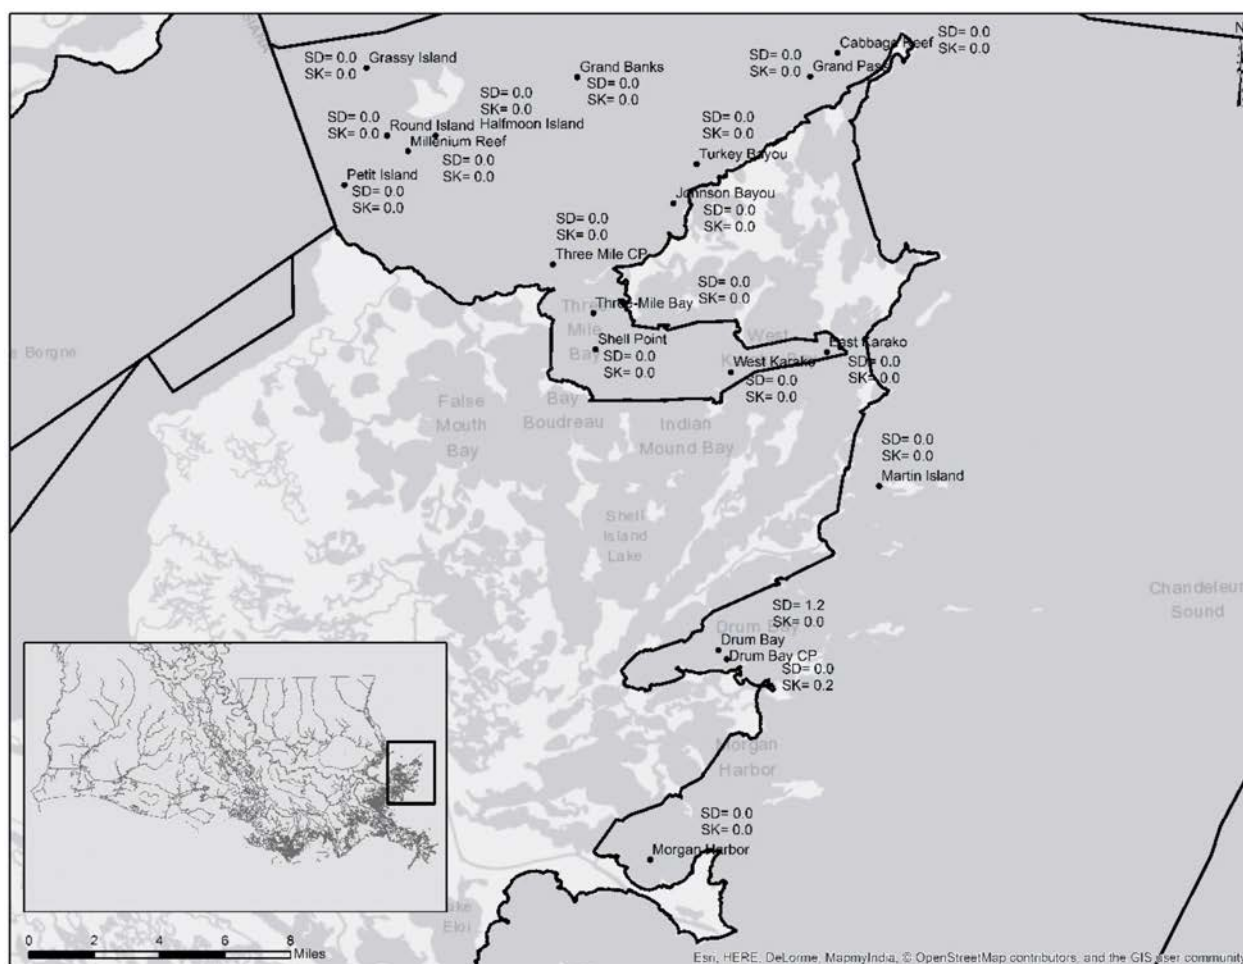 SD= 0.0
SK= 0.0
Grassy Island
Grand Banks
SD= 0.0
SK= 0.0
SD= 0.0
SK= 0.0
Cabbage Reef
SD= 0.0
SK= 0.0
Grand Pass
N
SD= 0.0
SK= 0.0
Halfmoon Island
SD= 0.0
SK= 0.0
Round Island
Millenium Reef
SD= 0.0
SK= 0.0
Petit Island
SD= 0.0
SK= 0.0
SD= 0.0
SK= 0.0
Turkey Bayou
Johnson Bayou
SD= 0.0
SK= 0.0
SD= 0.0
SK= 0.0
Three Mile CP
SD= 0.0
SK= 0.0
Three-Mile Bay
Three
Mile
Bay
Shell Point
SD= 0.0
SK= 0.0
West
West Karako
SD= 0.0
SK= 0.0
East Karako
SD= 0.0
SK= 0.0
Borgne
False
Mouth
Bay
Bay
Boudreau
Indian
Mound Bay
SD= 0.0
SK= 0.0
Martin Island
Shell
Island
Lake
Chandeleur
Sound
SD= 1.2
SK= 0.0
Drum Bay
Drum Bay
Drum Bay CP
SD= 0.0
SK= 0.2
Morgan
Harbor
SD= 0.0
SK= 0.0
Morgan Harbor
Eloi
0 2 4 6 8
Miles
Esri, HERE, DeLorme, MapmyIndia, © OpenStreetMap contributors, and the GIS user community